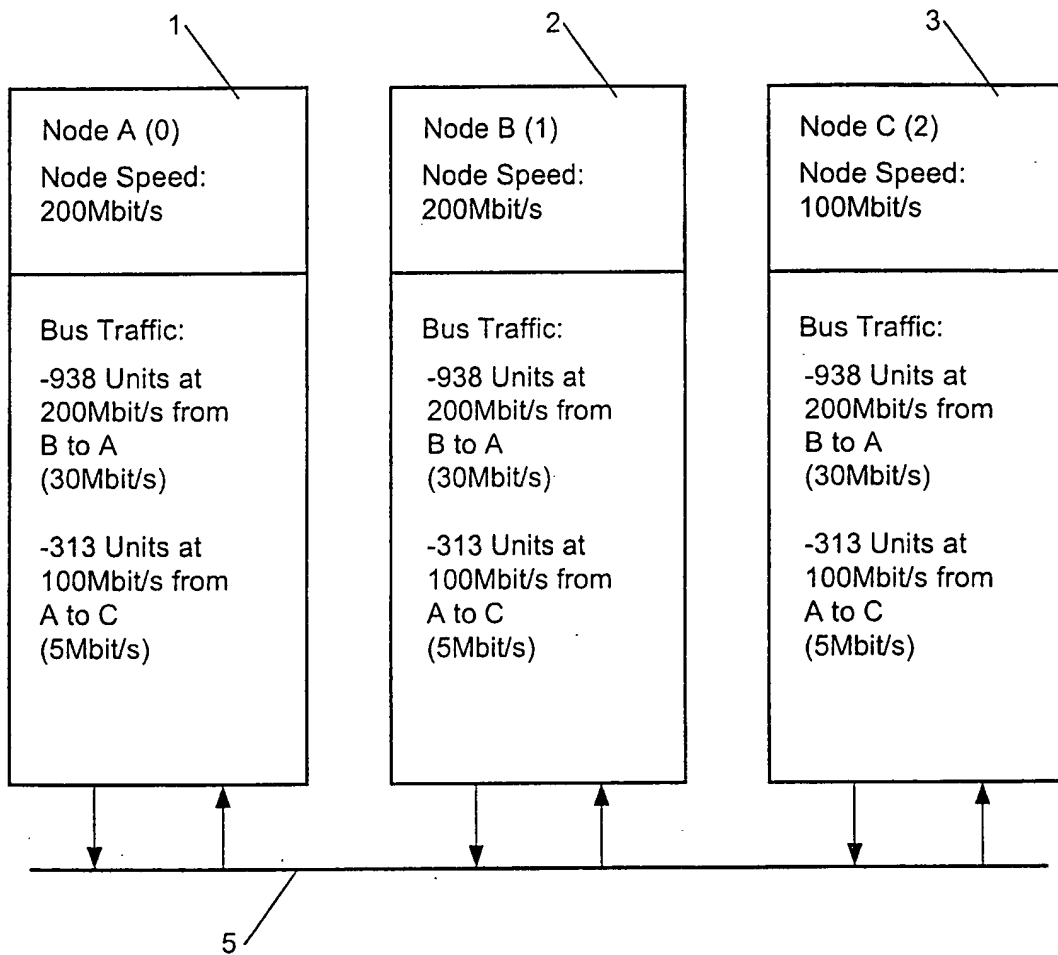 1
2
3
Node A (0)
Node Speed:
200Mbit/s
Bus Traffic:
-938 Units at
200Mbit/s from
B to A
(30Mbit/s)
-313 Units at
100Mbit/s from
A to C
(5Mbit/s)
Node B (1)
Node Speed:
200Mbit/s
Bus Traffic:
-938 Units at
200Mbit/s from
B to A
(30Mbit/s)
-313 Units at
100Mbit/s from
A to C
(5Mbit/s)
Node C (2)
Node Speed:
100Mbit/s
Bus Traffic:
-938 Units at
200Mbit/s from
B to A
(30Mbit/s)
-313 Units at
100Mbit/s from
A to C
(5Mbit/s)
5